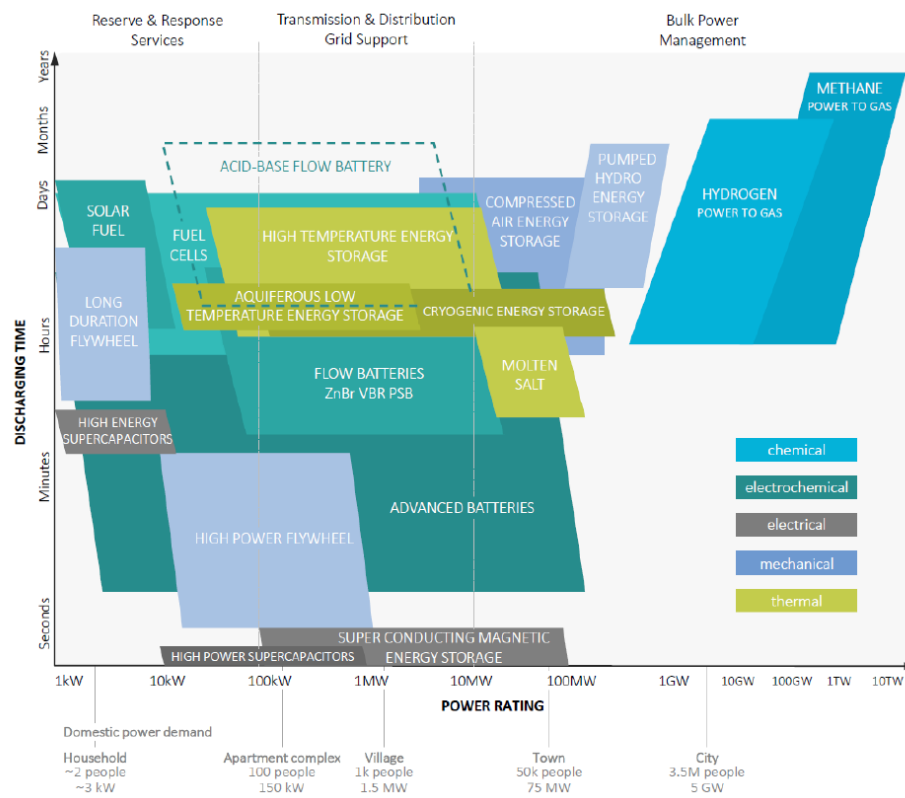 Reserve & Response
Services
Transmission & Distribution
Grid Support
Bulk Power
Management
Years
Months
Days
Hours
Minutes
Seconds
DISCHARGING TIME
METHANE
POWER TO GAS
ACID-BASE FLOW BATTERY
PUMPED
HYDRO
ENERGY
STORAGE
HYDROGEN
POWER TO GAS
SOLAR
FUEL
FUEL
CELLS
HIGH TEMPERATURE ENERGY
STORAGE
COMPRESSED
AIR ENERGY
STORAGE
LONG
DURATION
FLYWHEEL
AQUIFEROUS LOW
TEMPERATURE ENERGY STORAGE
CRYOGENIC ENERGY STORAGE
FLOW BATTERIES
ZnBr VBR PSB
MOLTEN
SALT
HIGH ENERGY
SUPERCAPACITORS
ADVANCED BATTERIES
HIGH POWER FLYWHEEL
SUPER CONDUCTING MAGNETIC
ENERGY STORAGE
HIGH POWER SUPERCAPACITORS
chemical
electrochemical
electrical
mechanical
thermal
1kW 10kW 100kW 1MW 10MW 100MW 1GW 10GW 100GW 1TW 10TW
POWER RATING
Domestic power demand
Household
~2 people
~3 kW
Apartment complex
100 people
150 kW
Village
1k people
1.5 MW
Town
50k people
75 MW
City
3.5M people
5 GW